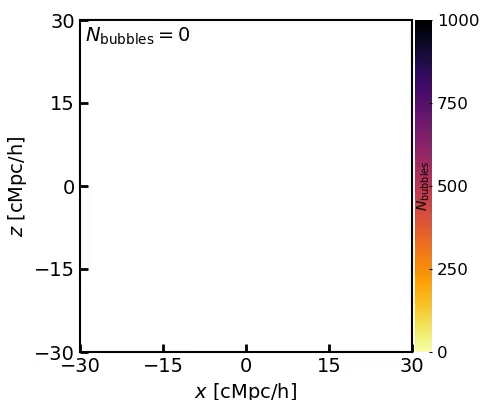 N_bubbles = 0
30
15
0
−15
−30
z [cMpc/h]
−30 −15 0 15 30
x [cMpc/h]
1000
750
500
250
0
N_bubbles